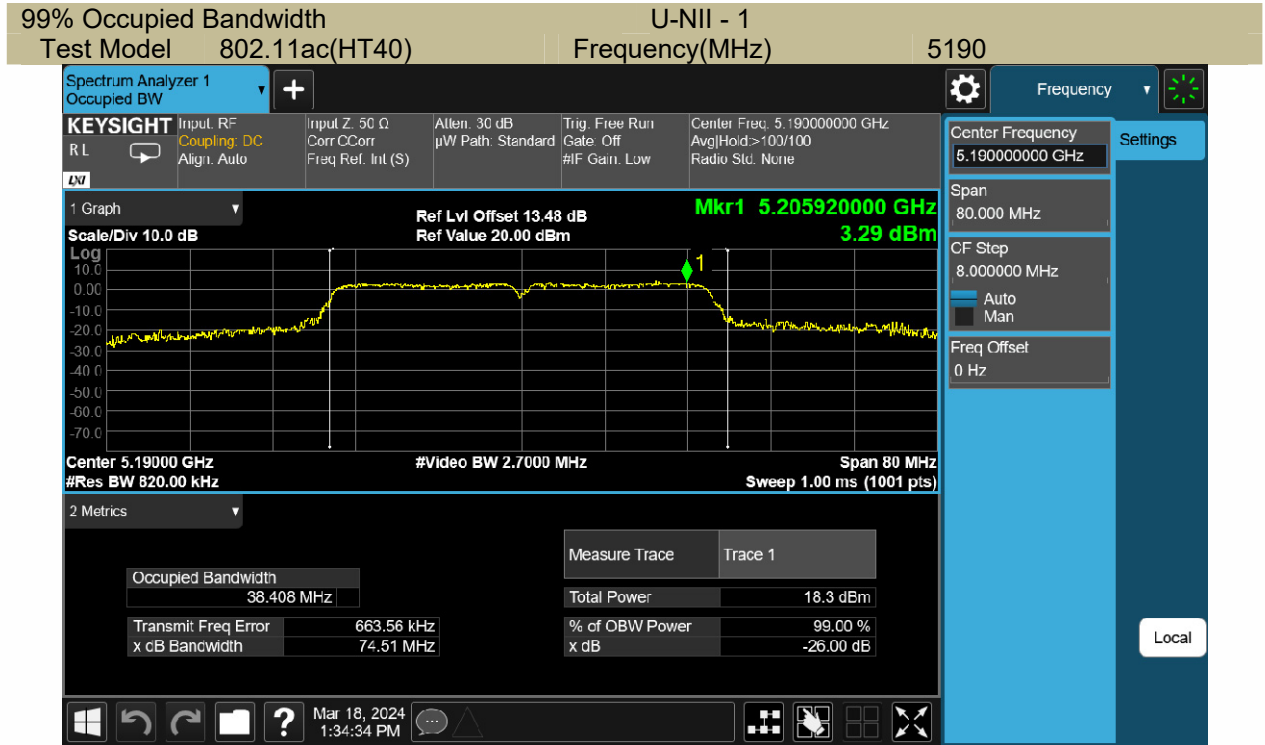 99% Occupied Bandwidth U-NII - 1
Test Model 802.11ac(HT40) Frequency(MHz) 5190
Spectrum Analyzer 1
Occupied BW
+
Frequency
KEYSIGHT
R L
LXI
Input: RF
Coupling: DC
Align: Auto
Input Z: 50 Ω
Corr CCorr
Freq Ref: Int (S)
Atten: 30 dB
µW Path: Standard
Trig: Free Run
Gate: Off
#IF Gain: Low
Center Freq: 5.190000000 GHz
Avg|Hold:>100/100
Radio Std: None
Center Frequency
5.190000000 GHz
Settings
Span
80.000 MHz
CF Step
8.000000 MHz
Auto
Man
Freq Offset
0 Hz
1 Graph
Scale/Div 10.0 dB
Ref Lvl Offset 13.48 dB
Ref Value 20.00 dBm
Mkr1 5.205920000 GHz
3.29 dBm
Log
10.0
0.00
-10.0
-20.0
-30.0
-40.0
-50.0
-60.0
-70.0
1
Center 5.19000 GHz
#Res BW 820.00 kHz
#Video BW 2.7000 MHz
Span 80 MHz
Sweep 1.00 ms (1001 pts)
2 Metrics
Measure Trace Trace 1
Occupied Bandwidth
38.408 MHz
Total Power 18.3 dBm
Transmit Freq Error 663.56 kHz
% of OBW Power 99.00 %
x dB Bandwidth 74.51 MHz
x dB -26.00 dB
Local
?
Mar 18, 2024
1:34:34 PM